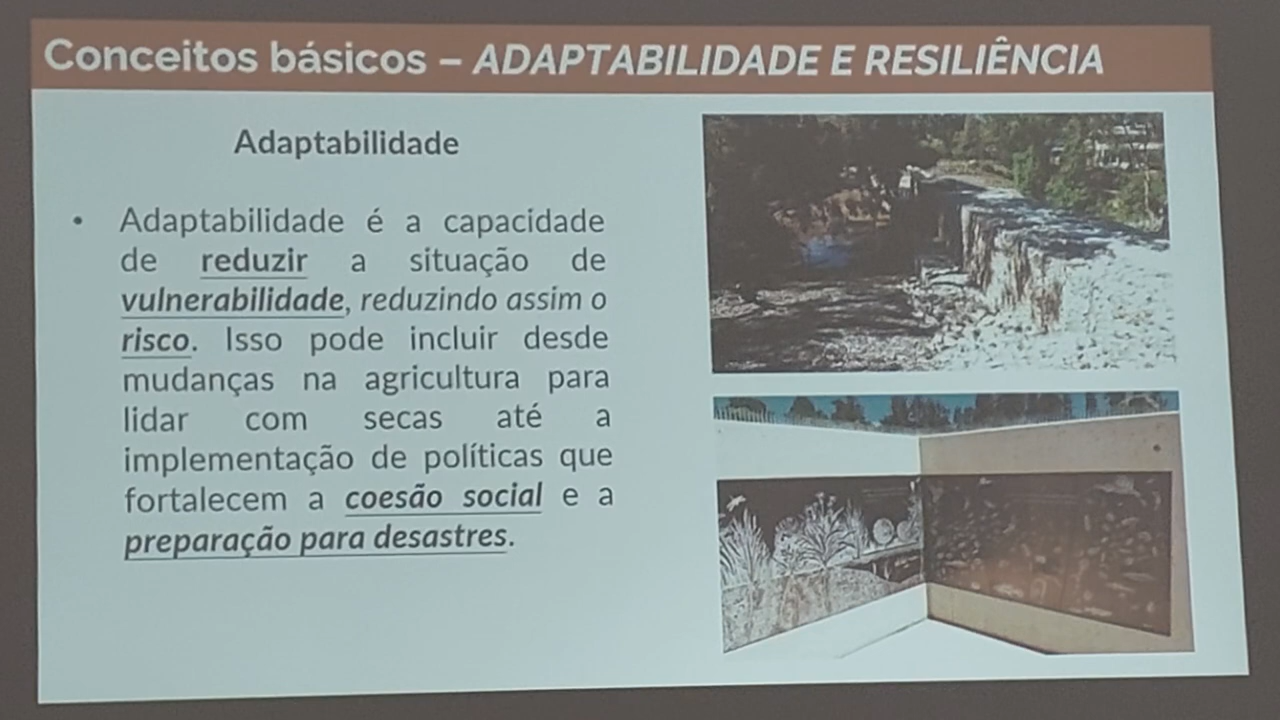 Conceitos básicos – ADAPTABILIDADE E RESILIÊNCIA
Adaptabilidade
• Adaptabilidade é a capacidade
de reduzir a situação de
vulnerabilidade, reduzindo assim o
risco. Isso pode incluir desde
mudanças na agricultura para
lidar com secas até a
implementação de políticas que
fortalecem a coesão social e a
preparação para desastres.